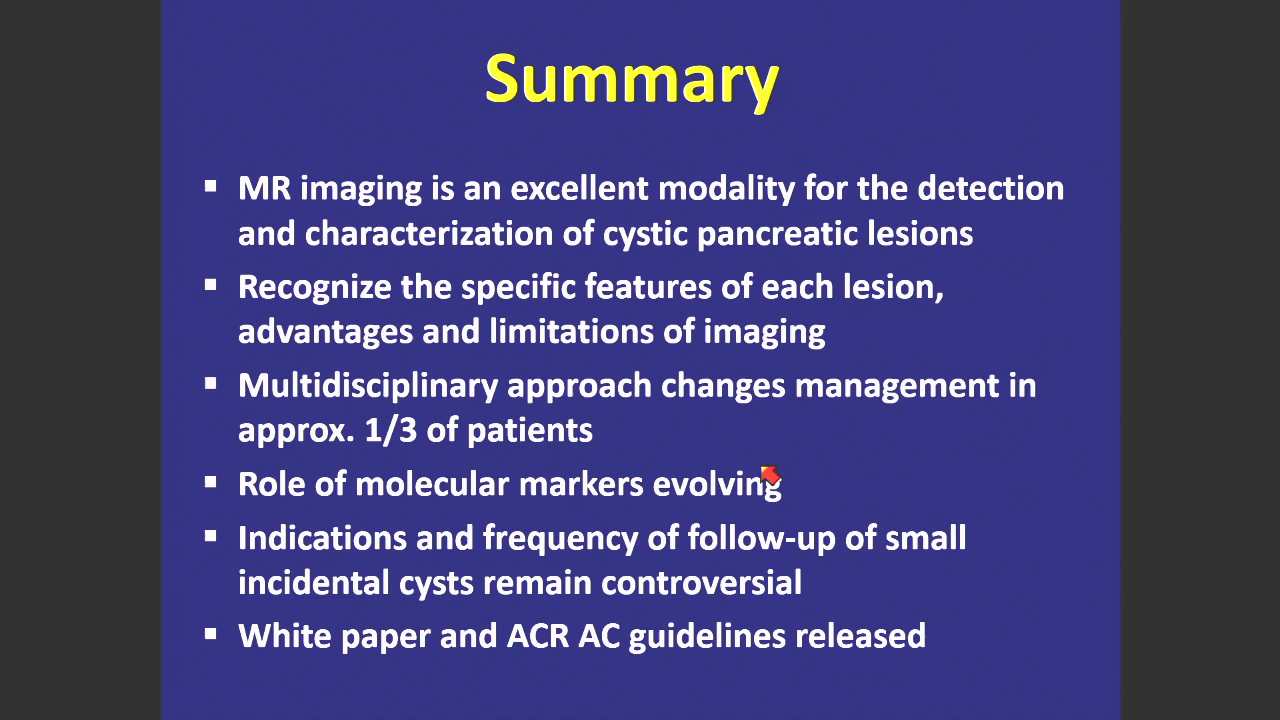 Summary
▪ MR imaging is an excellent modality for the detection
and characterization of cystic pancreatic lesions
▪ Recognize the specific features of each lesion,
advantages and limitations of imaging
▪ Multidisciplinary approach changes management in
approx. 1/3 of patients
▪ Role of molecular markers evolving
▪ Indications and frequency of follow-up of small
incidental cysts remain controversial
▪ White paper and ACR AC guidelines released